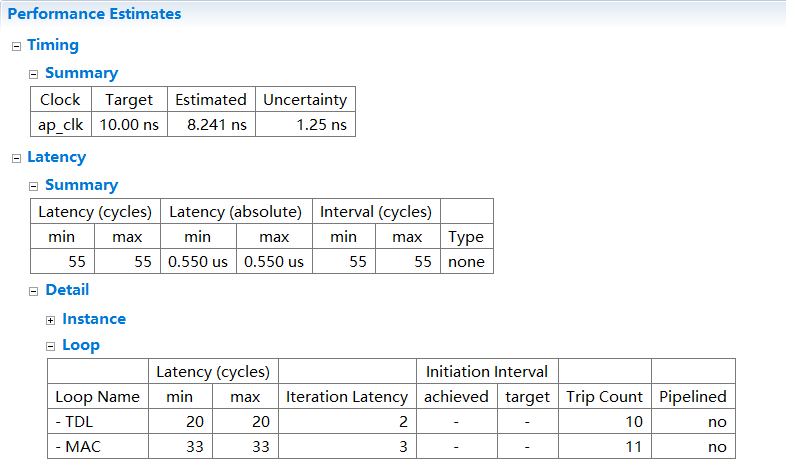 Performance Estimates
Timing
Summary
Clock Target Estimated Uncertainty
ap_clk 10.00 ns 8.241 ns 1.25 ns
Latency
Summary
Latency (cycles) Latency (absolute) Interval (cycles)
min max min max min max Type
55 55 0.550 us 0.550 us 55 55 none
Detail
Instance
Loop
Latency (cycles) Initiation Interval
Loop Name min max Iteration Latency achieved target Trip Count Pipelined
- TDL 20 20 2 - - 10 no
- MAC 33 33 3 - - 11 no